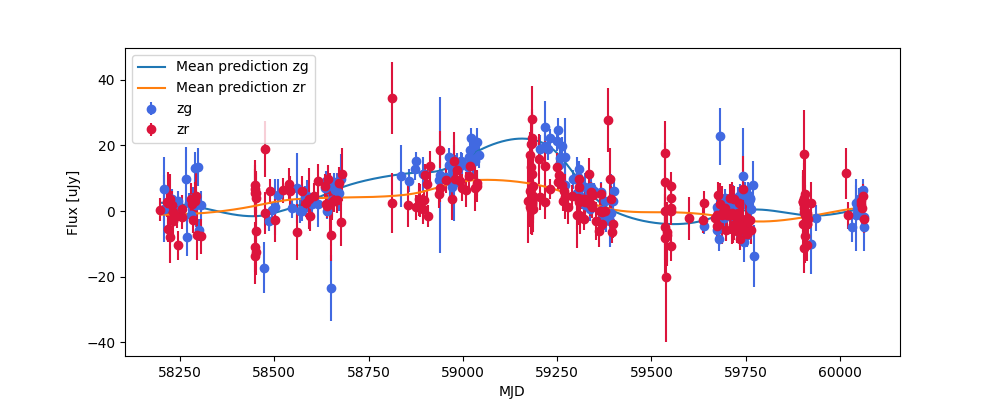 Mean prediction zg
Mean prediction zr
zg
zr
Flux [uJy]
40
20
0
−20
−40
58250
58500
58750
59000
59250
59500
59750
60000
MJD